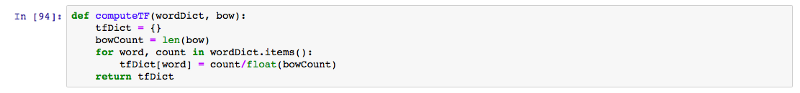 In [94]: def computeTF(wordDict, bow):
    tfDict = {}
    bowCount = len(bow)
    for word, count in wordDict.items():
        tfDict[word] = count/float(bowCount)
    return tfDict